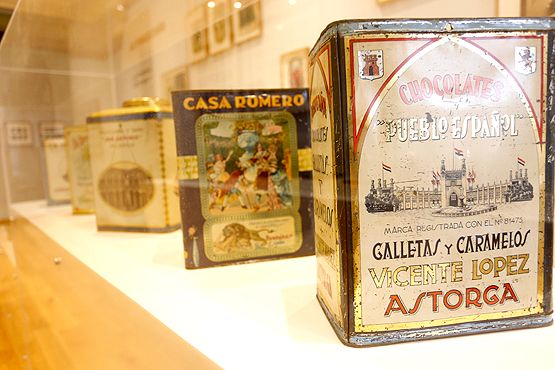 CASA ROMERO
CHOCOLATES
"PUEBLO ESPAÑOL"
MARCA REGISTRADA CON EL Nº 81473
GALLETAS Y CARAMELOS
VICENTE LOPEZ
ASTORGA